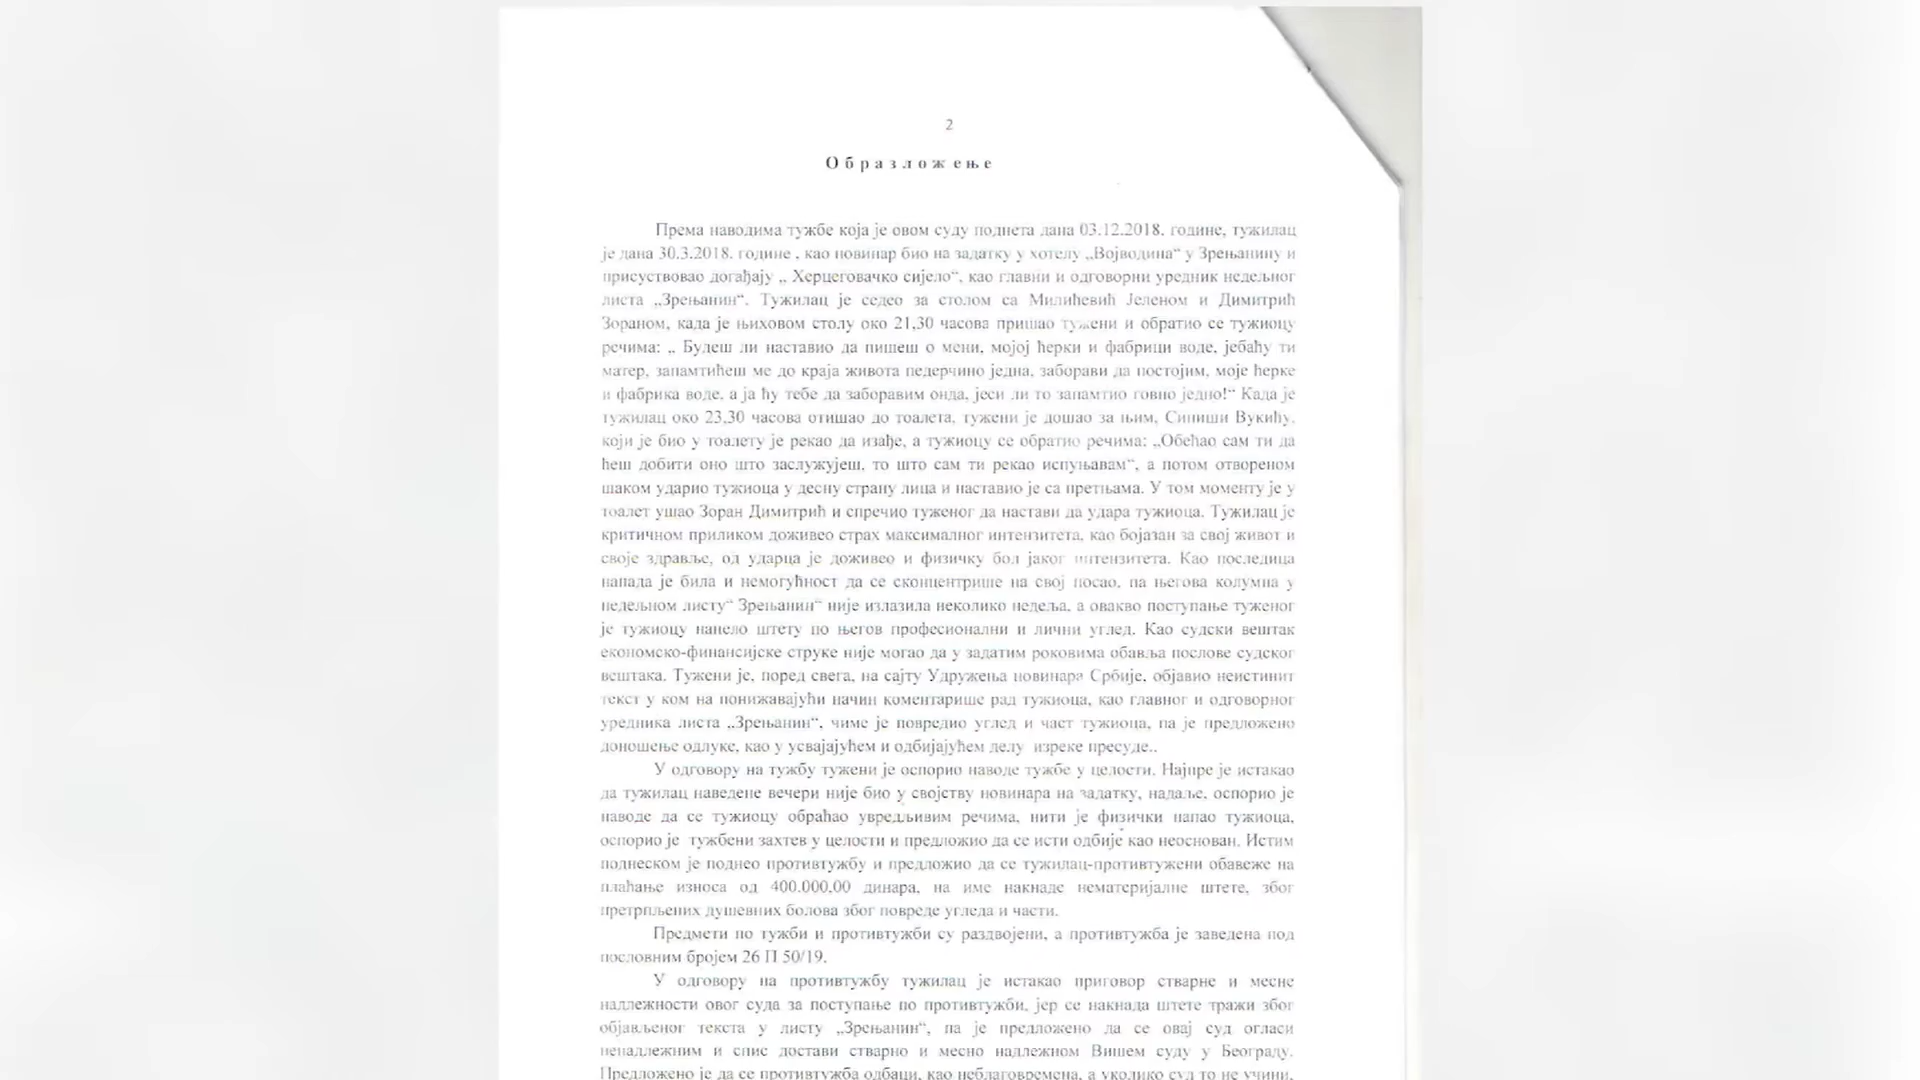 2
О б р а з л о ж е њ е
Према наводима тужбе која је овом суду поднета дана 03.12.2018. године, тужилац
је дана 30.3.2018. године , као новинар био на задатку у хотелу „Војводина“ у Зрењанину и
присуствовао догађају „ Херцеговачко сијело“, као главни и одговорни уредник недељног
листа „Зрењанин“. Тужилац је седео за столом са Милићевић Јеленом и Димитрић
Зораном, када је њиховом столу око 21,30 часова пришао тужени и обратио се тужиоцу
речима: „ Будеш ли наставио да пишеш о мени, мојој ћерки и фабрици воде, јебаћу ти
матер, запамтићеш ме до краја живота педерчино једна, заборави да постојим, моје ћерке
и фабрика воде, а ја ћу тебе да заборавим онда, јеси ли то запамтио говно једно!“ Када је
тужилац око 23,30 часова отишао до тоалета, тужени је дошао за њим, Синиши Вукићу,
који је био у тоалету је рекао да изађе, а тужиоцу се обратио речима: „Обећао сам ти да
ћеш добити оно што заслужујеш, то што сам ти рекао испуњавам“, а потом отвореном
шаком ударио тужиоца у десну страну лица и наставио је са претњама. У том моменту је у
тоалет ушао Зоран Димитрић и спречио туженог да настави да удара тужиоца. Тужилац је
критичном приликом доживео страх максималног интензитета, као бојазан за свој живот и
своје здравље, од ударца је доживео и физичку бол јаког интензитета. Као последица
напада је била и немогућност да се сконцентрише на свој посао, па његова колумна у
недељном листу“ Зрењанин“ није излазила неколико недеља, а овакво поступање туженог
је тужиоцу нанело штету по његов професионални и лични углед. Као судски вештак
економско-финансијске струке није могао да у задатим роковима обавља послове судског
вештака. Тужени је, поред свега, на сајту Удружења новинара Србије, објавио неистинит
текст у ком на понижавајући начин коментарише рад тужиоца, као главног и одговорног
уредника листа „Зрењанин“, чиме је повредио углед и част тужиоца, па је предложено
доношење одлуке, као у усвајајућем и одбијајућем делу изреке пресуде..
У одговору на тужбу тужени је оспорио наводе тужбе у целости. Најпре је истакао
да тужилац наведене вечери није био у својству новинара на задатку, надаље, оспорио је
наводе да се тужиоцу обраћао увредљивим речима, нити је физички напао тужиоца,
оспорио је тужбени захтев у целости и предложио да се исти одбије као неоснован. Истим
поднеском је поднео противтужбу и предложио да се тужилац-противтужени обавеже на
плаћање износа од 400.000,00 динара, на име накнаде нематеријалне штете, због
претрпљених душевних болова због повреде угледа и части.
Предмети по тужби и противтужби су раздвојени, а противтужба је заведена под
пословним бројем 26 П 50/19.
У одговору на противтужбу тужилац је истакао приговор стварне и месне
надлежности овог суда за поступање по противтужби, јер се накнада штете тражи због
објављеног текста у листу „Зрењанин“, па је предложено да се овај суд огласи
ненадлежним и спис достави стварно и месно надлежном Вишем суду у Београду.
Предложено је да се противтужба одбаци, као неблаговремена, а уколико суд то не учини,